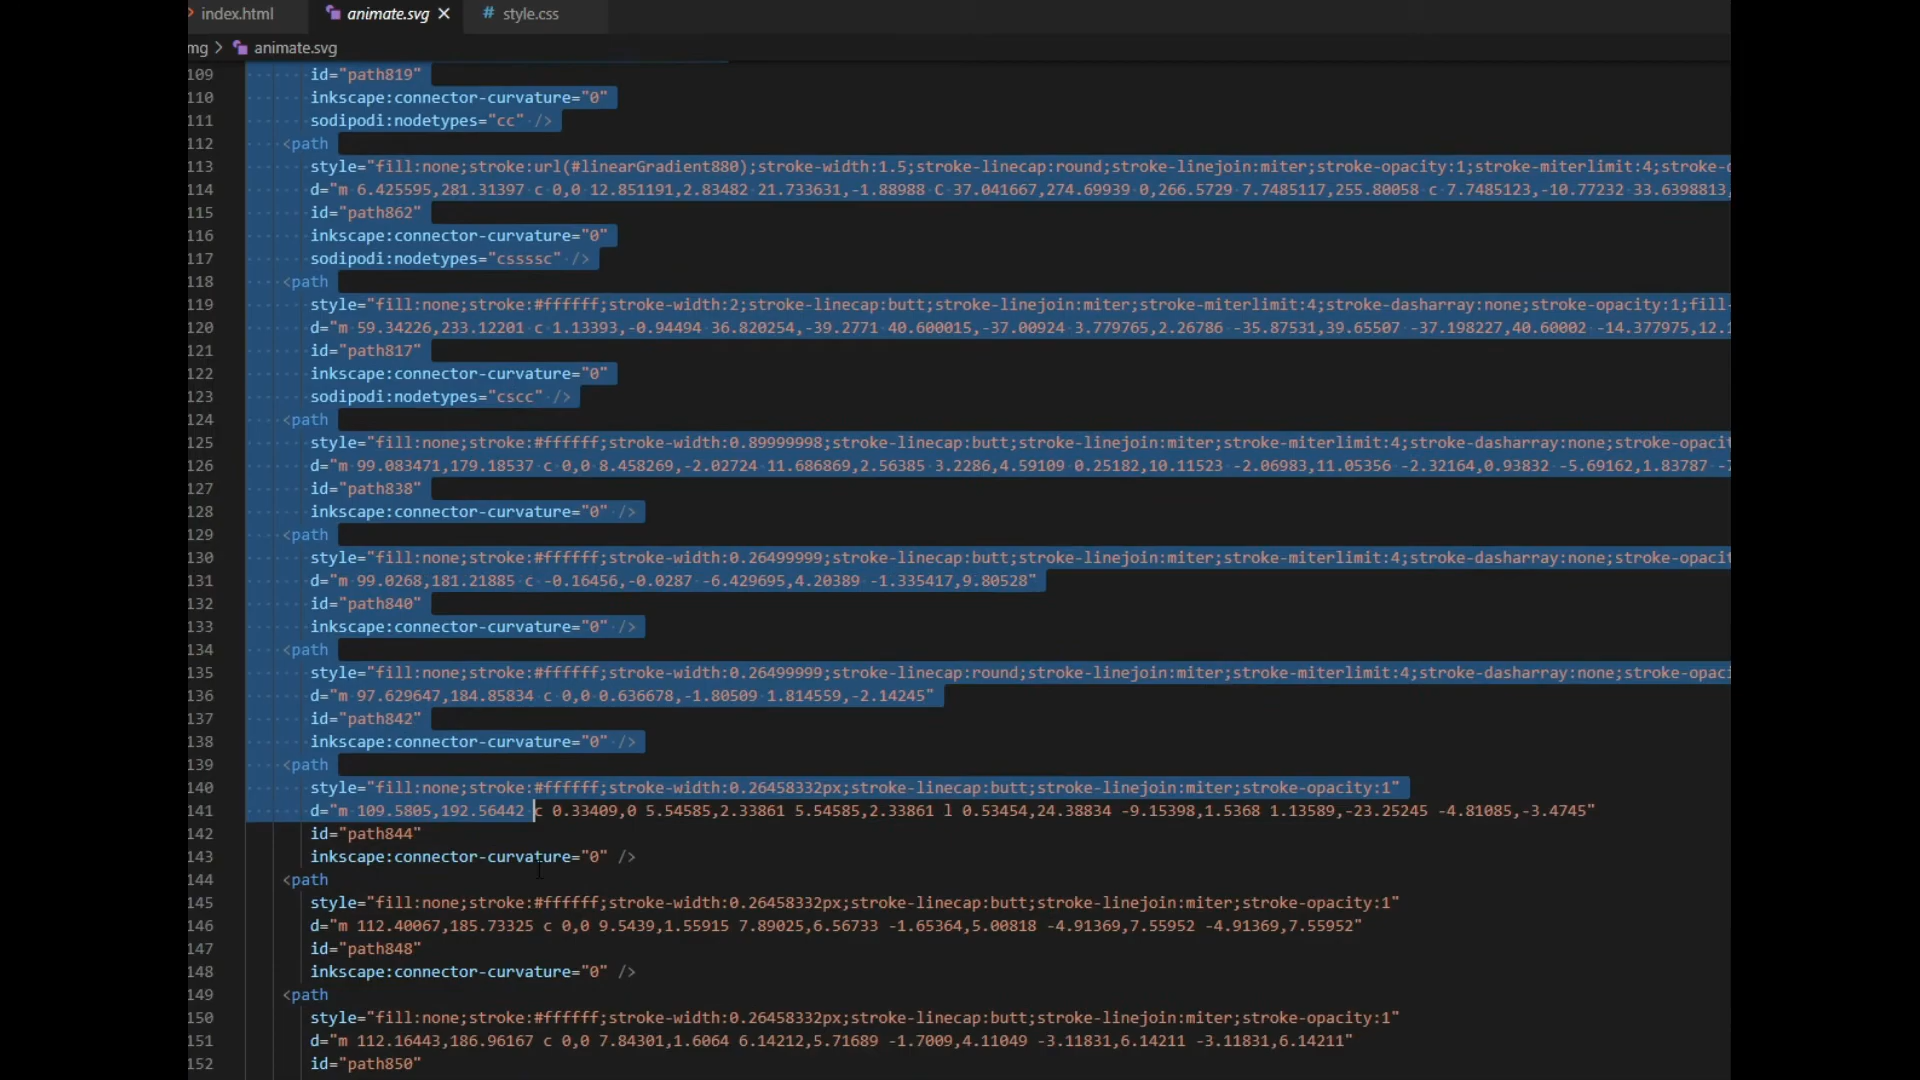 index.html animate.svg # style.css
mg > animate.svg
109 id="path819"
110 inkscape:connector-curvature="0"
111 sodipodi:nodetypes="cc" />
112 <path
113 style="fill:none;stroke:url(#linearGradient880);stroke-width:1.5;stroke-linecap:round;stroke-linejoin:miter;stroke-opacity:1;stroke-miterlimit:4;stroke-
114 d="m 6.425595,281.31397 c 0,0 12.851191,2.83482 21.733631,-1.88988 C 37.041667,274.69939 0,266.5729 7.7485117,255.80058 c 7.7485123,-10.77232 33.6398813,
115 id="path862"
116 inkscape:connector-curvature="0"
117 sodipodi:nodetypes="cssssc" />
118 <path
119 style="fill:none;stroke:#ffffff;stroke-width:2;stroke-linecap:butt;stroke-linejoin:miter;stroke-miterlimit:4;stroke-dasharray:none;stroke-opacity:1;fill-
120 d="m 59.34226,233.12201 c 1.13393,-0.94494 36.820254,-39.2771 40.600015,-37.00924 3.779765,2.26786 -35.87531,39.65507 -37.198227,40.60002 -14.377975,12.
121 id="path817"
122 inkscape:connector-curvature="0"
123 sodipodi:nodetypes="cscc" />
124 <path
125 style="fill:none;stroke:#ffffff;stroke-width:0.89999998;stroke-linecap:butt;stroke-linejoin:miter;stroke-miterlimit:4;stroke-dasharray:none;stroke-opacit
126 d="m 99.083471,179.18537 c 0,0 8.458269,-2.02724 11.686869,2.56385 3.2286,4.59109 0.25182,10.11523 -2.06983,11.05356 -2.32164,0.93832 -5.69162,1.83787 -
127 id="path838"
128 inkscape:connector-curvature="0" />
129 <path
130 style="fill:none;stroke:#ffffff;stroke-width:0.26499999;stroke-linecap:butt;stroke-linejoin:miter;stroke-miterlimit:4;stroke-dasharray:none;stroke-opacit
131 d="m 99.0268,181.21885 c -0.16456,-0.0287 -6.429695,4.20389 -1.335417,9.80528"
132 id="path840"
133 inkscape:connector-curvature="0" />
134 <path
135 style="fill:none;stroke:#ffffff;stroke-width:0.26499999;stroke-linecap:round;stroke-linejoin:miter;stroke-miterlimit:4;stroke-dasharray:none;stroke-opaci
136 d="m 97.629647,184.85834 c 0,0 0.636678,-1.80509 1.814559,-2.14245"
137 id="path842"
138 inkscape:connector-curvature="0" />
139 <path
140 style="fill:none;stroke:#ffffff;stroke-width:0.26458332px;stroke-linecap:butt;stroke-linejoin:miter;stroke-opacity:1"
141 d="m 109.5805,192.56442 c 0.33409,0 5.54585,2.33861 5.54585,2.33861 l 0.53454,24.38834 -9.15398,1.5368 1.13589,-23.25245 -4.81085,-3.4745"
142 id="path844"
143 inkscape:connector-curvature="0" />
144 <path
145 style="fill:none;stroke:#ffffff;stroke-width:0.26458332px;stroke-linecap:butt;stroke-linejoin:miter;stroke-opacity:1"
146 d="m 112.40067,185.73325 c 0,0 9.5439,1.55915 7.89025,6.56733 -1.65364,5.00818 -4.91369,7.55952 -4.91369,7.55952"
147 id="path848"
148 inkscape:connector-curvature="0" />
149 <path
150 style="fill:none;stroke:#ffffff;stroke-width:0.26458332px;stroke-linecap:butt;stroke-linejoin:miter;stroke-opacity:1"
151 d="m 112.16443,186.96167 c 0,0 7.84301,1.6064 6.14212,5.71689 -1.7009,4.11049 -3.11831,6.14211 -3.11831,6.14211"
152 id="path850"